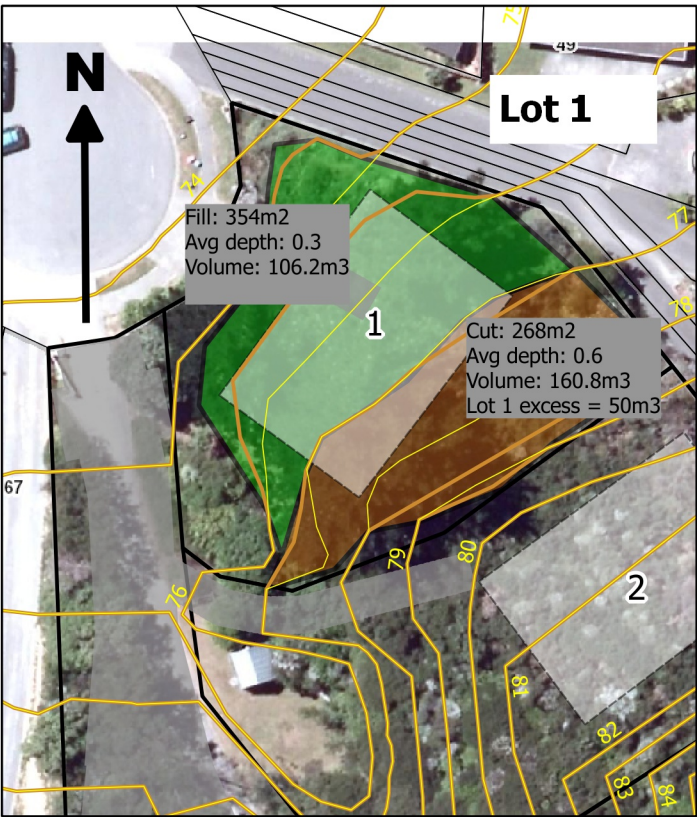 75
49
N
Lot 1
74
Fill: 354m2
Avg depth: 0.3
Volume: 106.2m3
77
78
1
Cut: 268m2
Avg depth: 0.6
Volume: 160.8m3
Lot 1 excess = 50m3
67
79
80
76
2
81
82
83
84